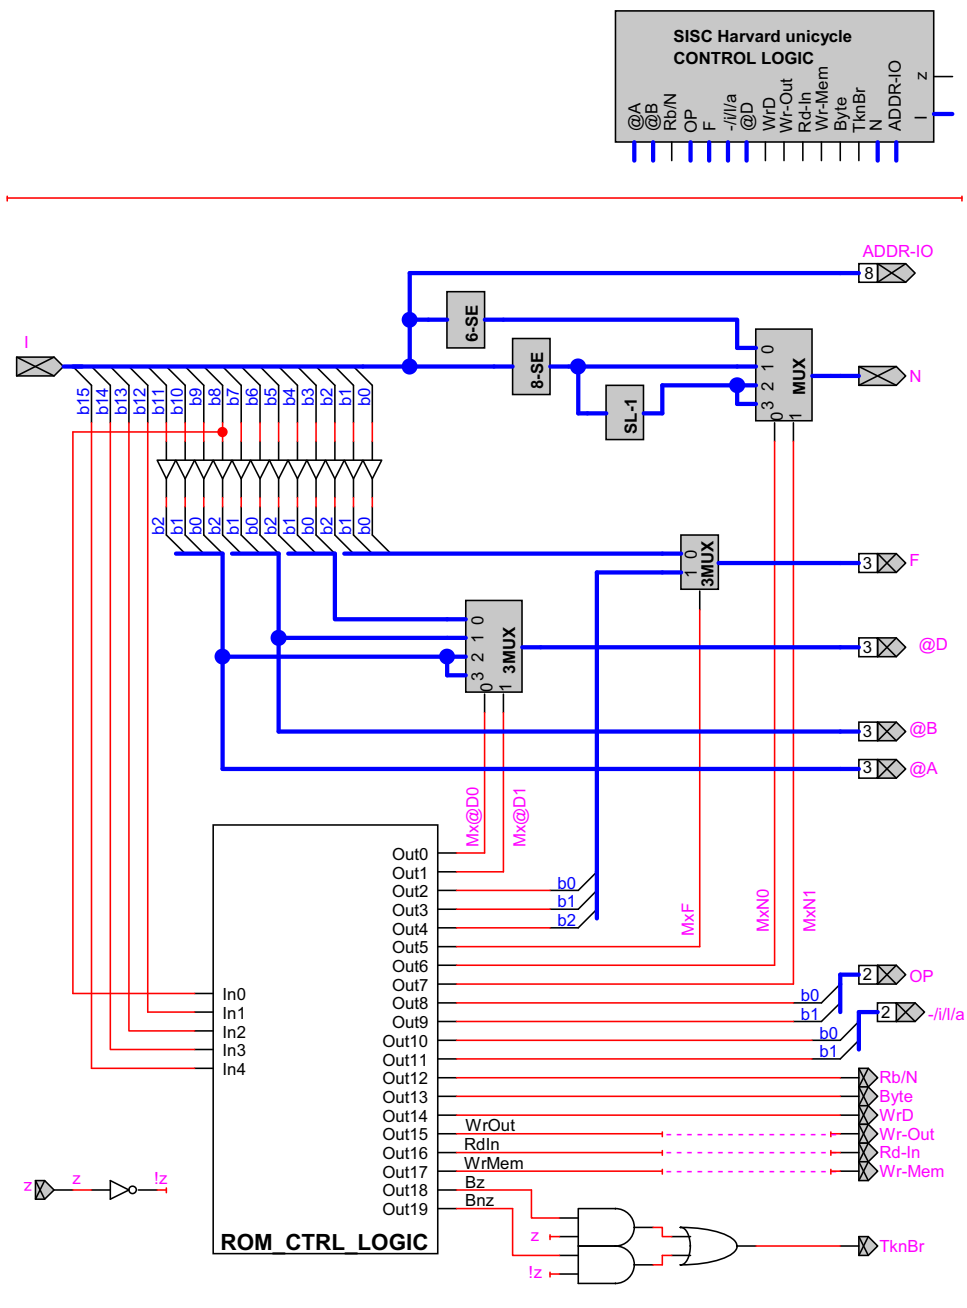 SISC Harvard unicycle
CONTROL LOGIC
@A
@B
Rb/N
OP
F
-/i/l/a
@D
WrD
Wr-Out
Rd-In
Wr-Mem
Byte
TknBr
N
ADDR-IO
z
I
ADDR-IO
8
6-SE
I
8-SE
SL-1
0
1
2
3
MUX
0
1
N
b15
b14
b13
b12
b11
b10
b9
b8
b7
b6
b5
b4
b3
b2
b1
b0
b2
b1
b0
b2
b1
b0
b2
b1
b0
b2
b1
b0
0
1
3MUX
3
F
0
1
2
3
3MUX
0
1
3
@D
3
@B
3
@A
Mx@D0
Mx@D1
MxF
MxN0
MxN1
Out0
Out1
Out2
b0
Out3
b1
Out4
b2
Out5
Out6
Out7
Out8
b0
2
OP
Out9
b1
Out10
b0
2
-/i/l/a
Out11
b1
In0
In1
In2
In3
In4
Out12
Rb/N
Out13
Byte
Out14
WrD
Out15
WrOut
Wr-Out
Out16
RdIn
Rd-In
Out17
WrMem
Wr-Mem
Out18
Bz
Out19
Bnz
z
z
!z
ROM_CTRL_LOGIC
z
!z
TknBr